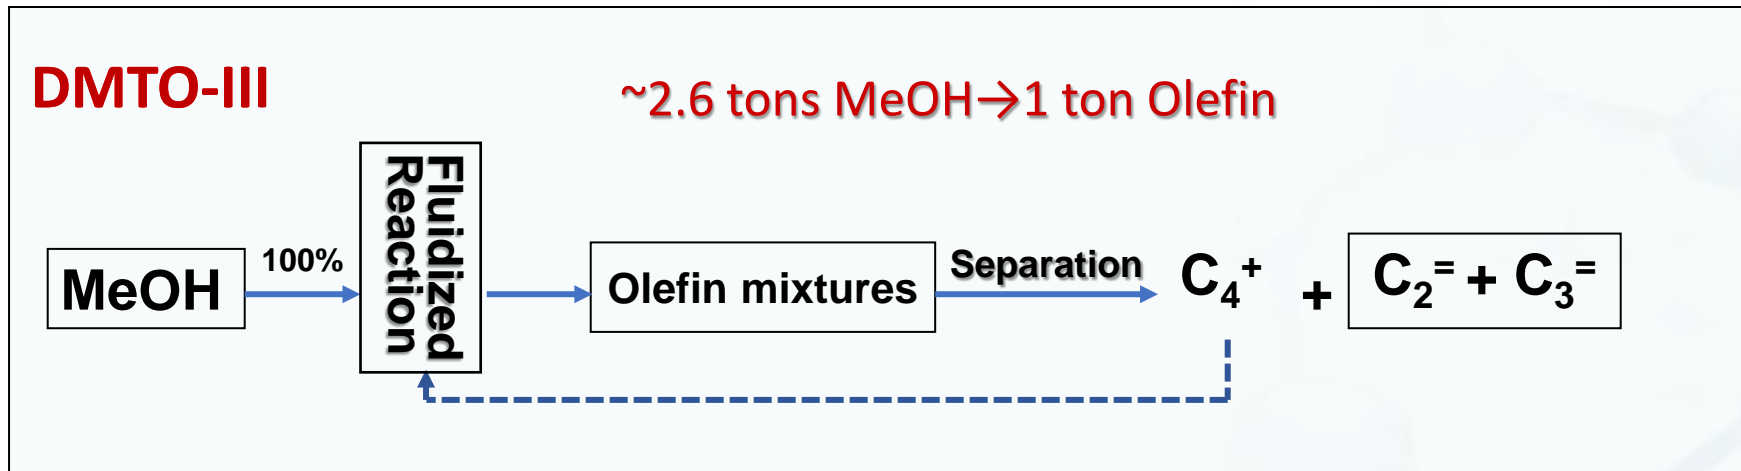 DMTO-III
~2.6 tons MeOH→1 ton Olefin
MeOH
100%
Fluidized
Reaction
Olefin mixtures
Separation
C₄⁺
+
C₂⁼ + C₃⁼